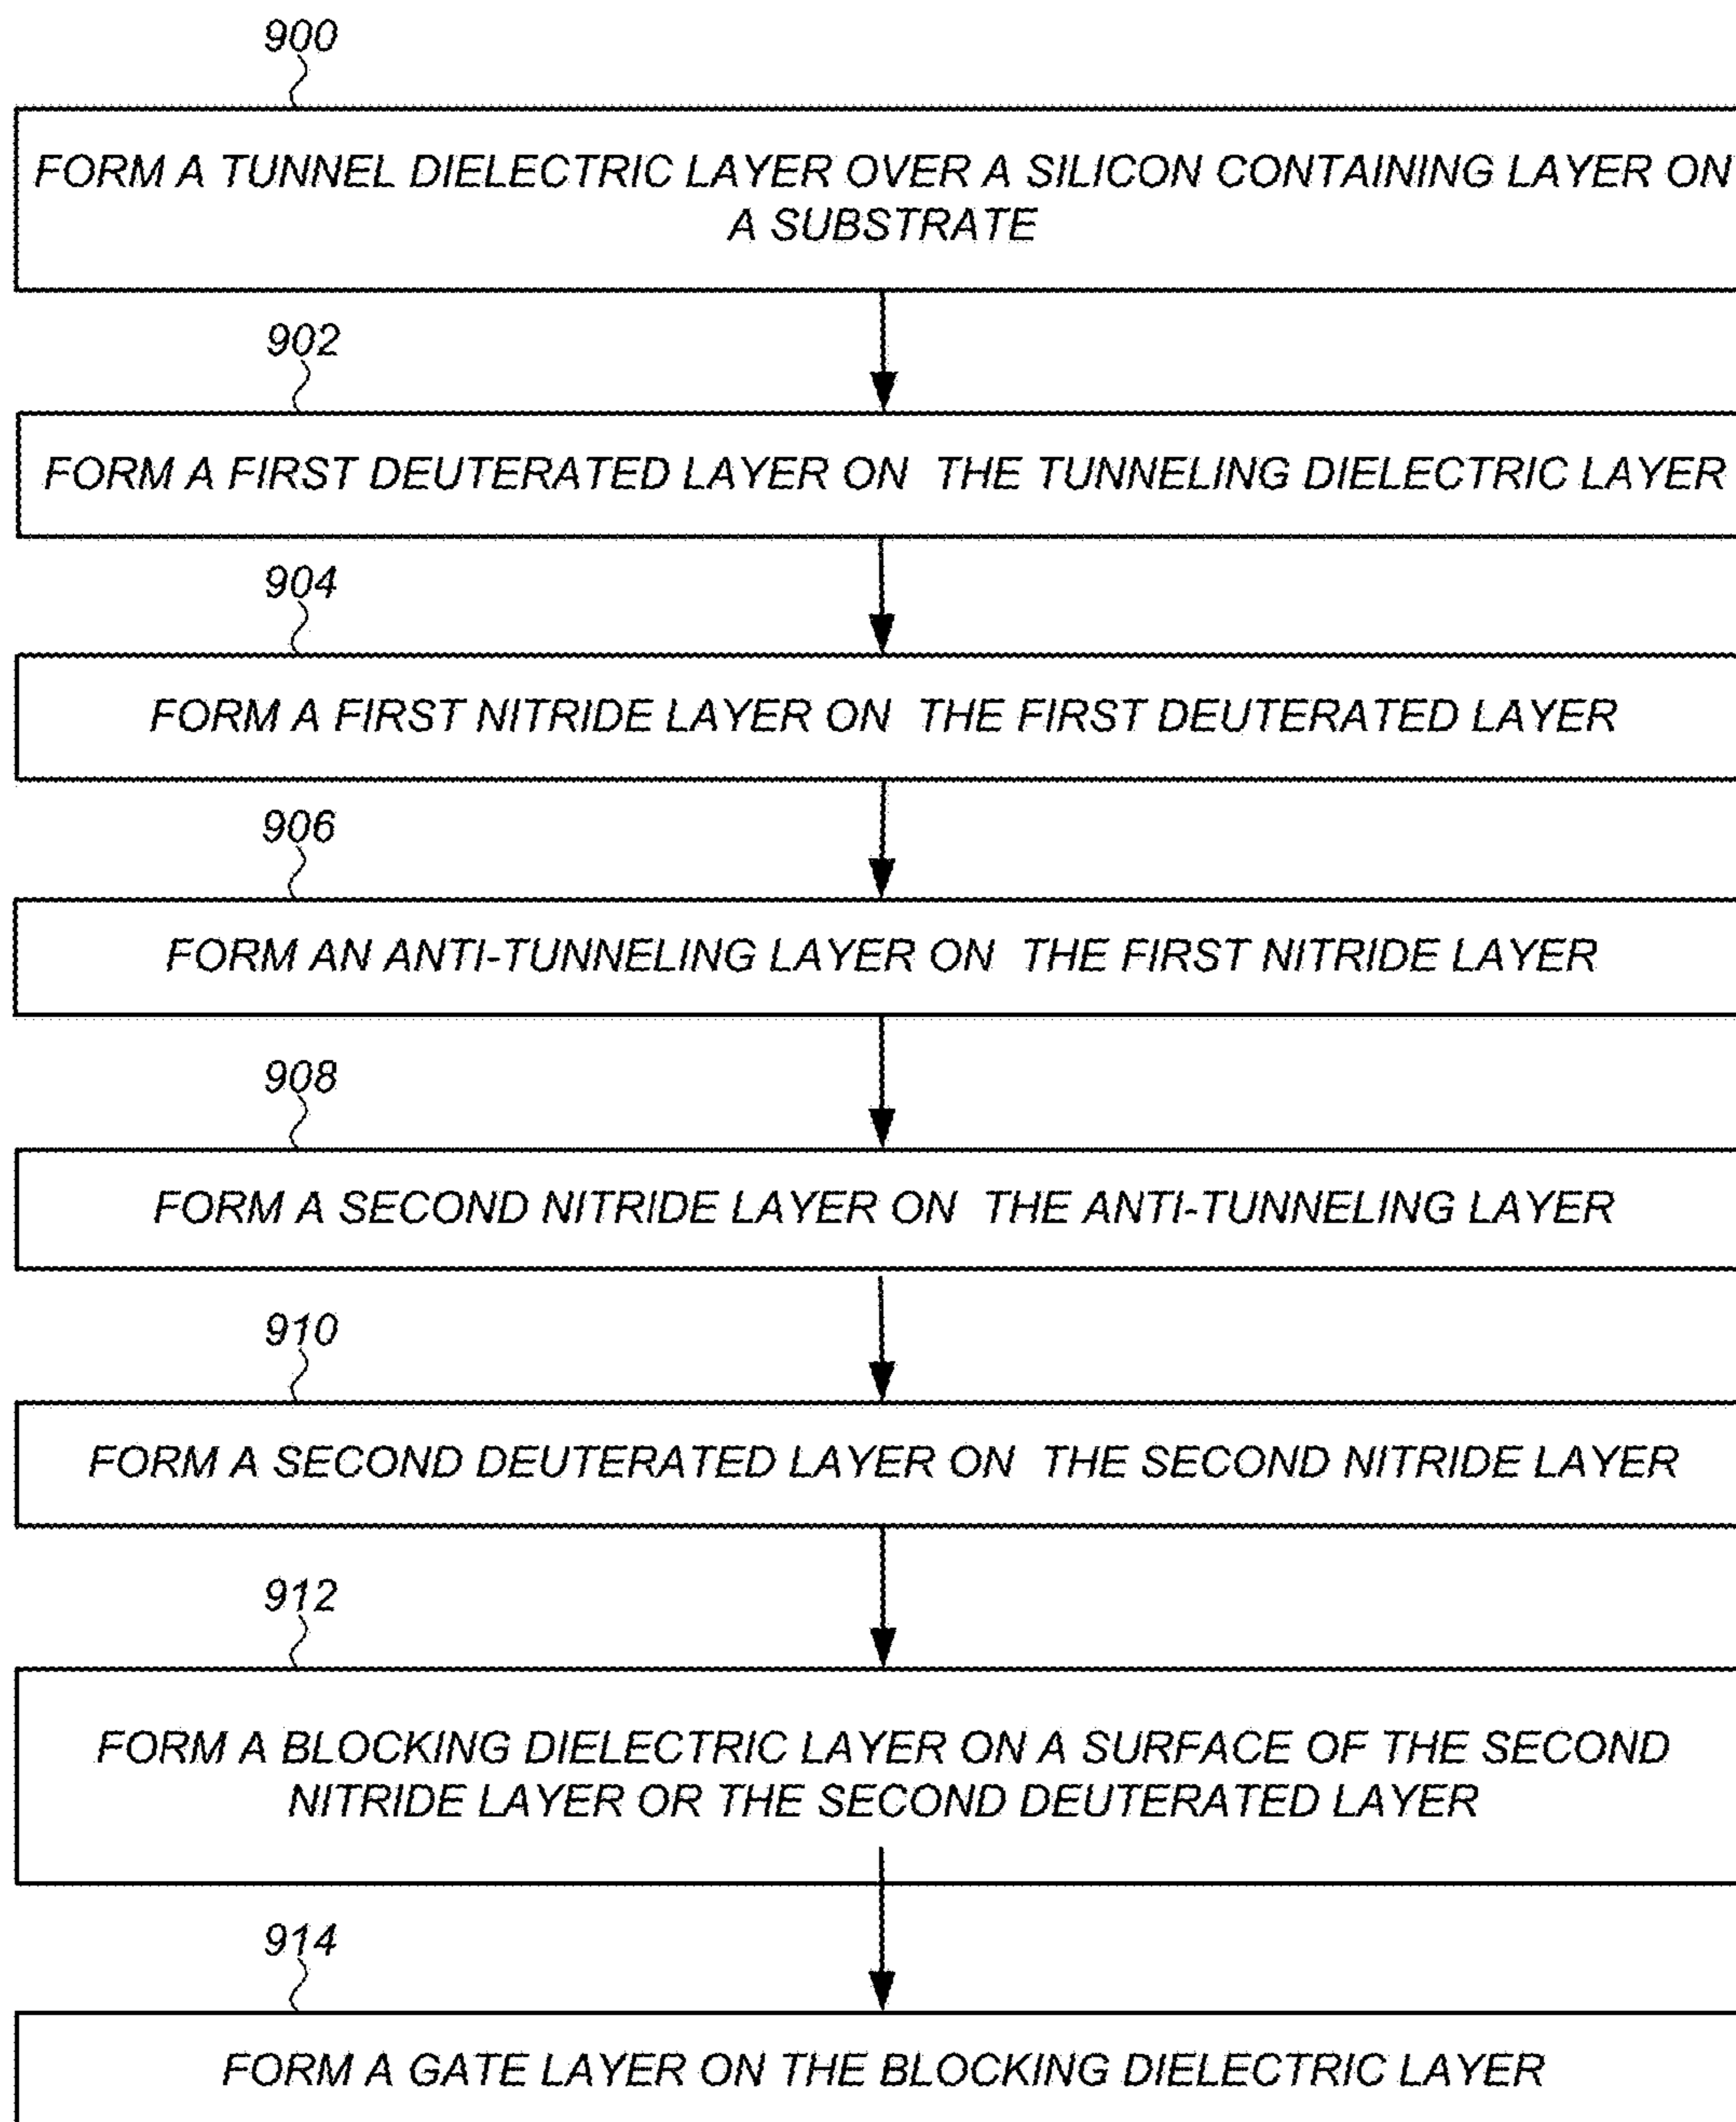 900
FORM A TUNNEL DIELECTRIC LAYER OVER A SILICON CONTAINING LAYER ON
A SUBSTRATE
902
FORM A FIRST DEUTERATED LAYER ON THE TUNNELING DIELECTRIC LAYER
904
FORM A FIRST NITRIDE LAYER ON THE FIRST DEUTERATED LAYER
906
FORM AN ANTI-TUNNELING LAYER ON THE FIRST NITRIDE LAYER
908
FORM A SECOND NITRIDE LAYER ON THE ANTI-TUNNELING LAYER
910
FORM A SECOND DEUTERATED LAYER ON THE SECOND NITRIDE LAYER
912
FORM A BLOCKING DIELECTRIC LAYER ON A SURFACE OF THE SECOND
NITRIDE LAYER OR THE SECOND DEUTERATED LAYER
914
FORM A GATE LAYER ON THE BLOCKING DIELECTRIC LAYER